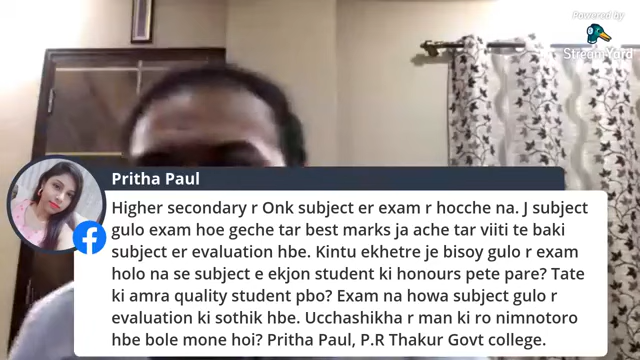 Powered by
StreamYard
Pritha Paul
Higher secondary r Onk subject er exam r hocche na. J subject
gulo exam hoe geche tar best marks ja ache tar viiti te baki
subject er evaluation hbe. Kintu ekhetre je bisoy gulo r exam
holo na se subject e ekjon student ki honours pete pare? Tate
ki amra quality student pbo? Exam na howa subject gulo r
evaluation ki sothik hbe. Ucchashikha r man ki ro nimnotoro
hbe bole mone hoi? Pritha Paul, P.R Thakur Govt college.